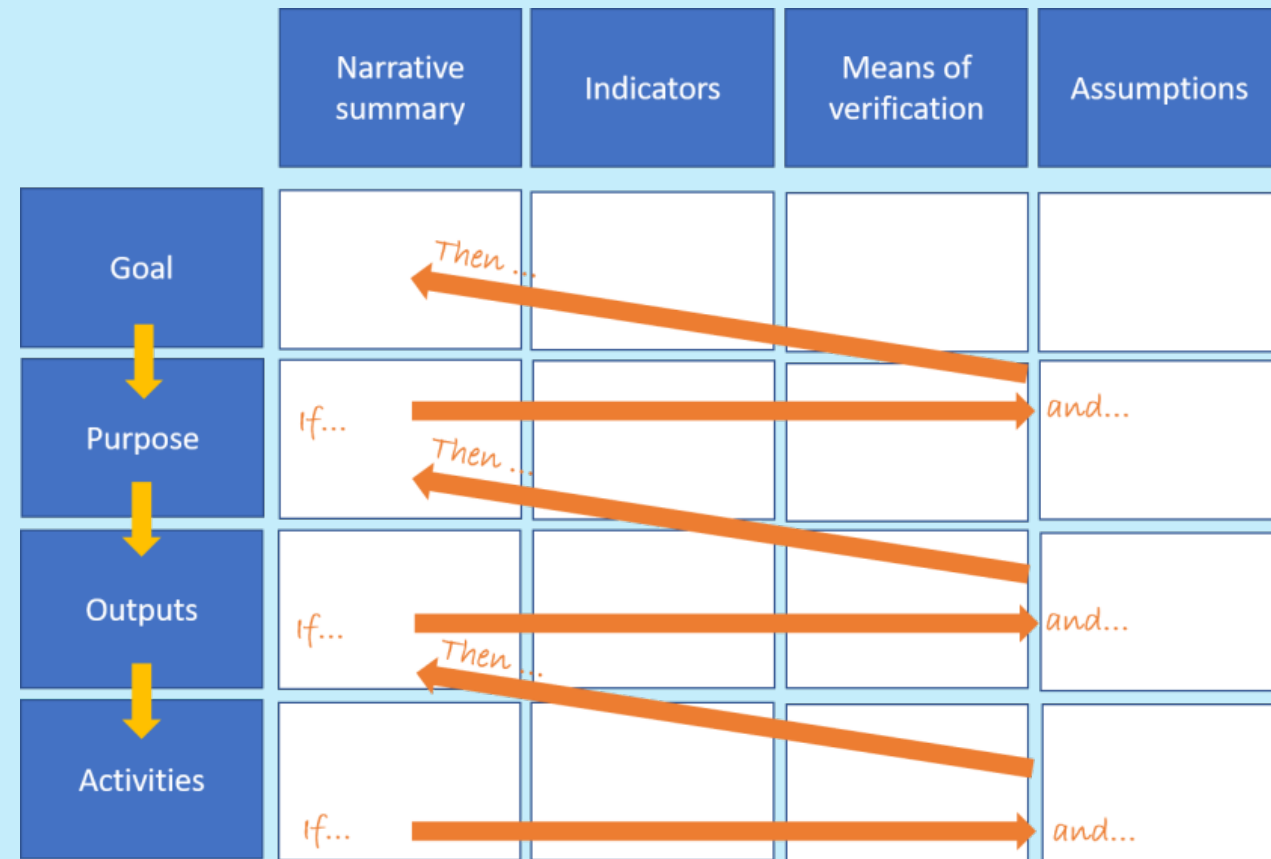 Narrative
summary
Indicators
Means of
verification
Assumptions
Goal
Then ...
Purpose
If...
and...
Then ...
Outputs
If...
and...
Then ...
Activities
If...
and...